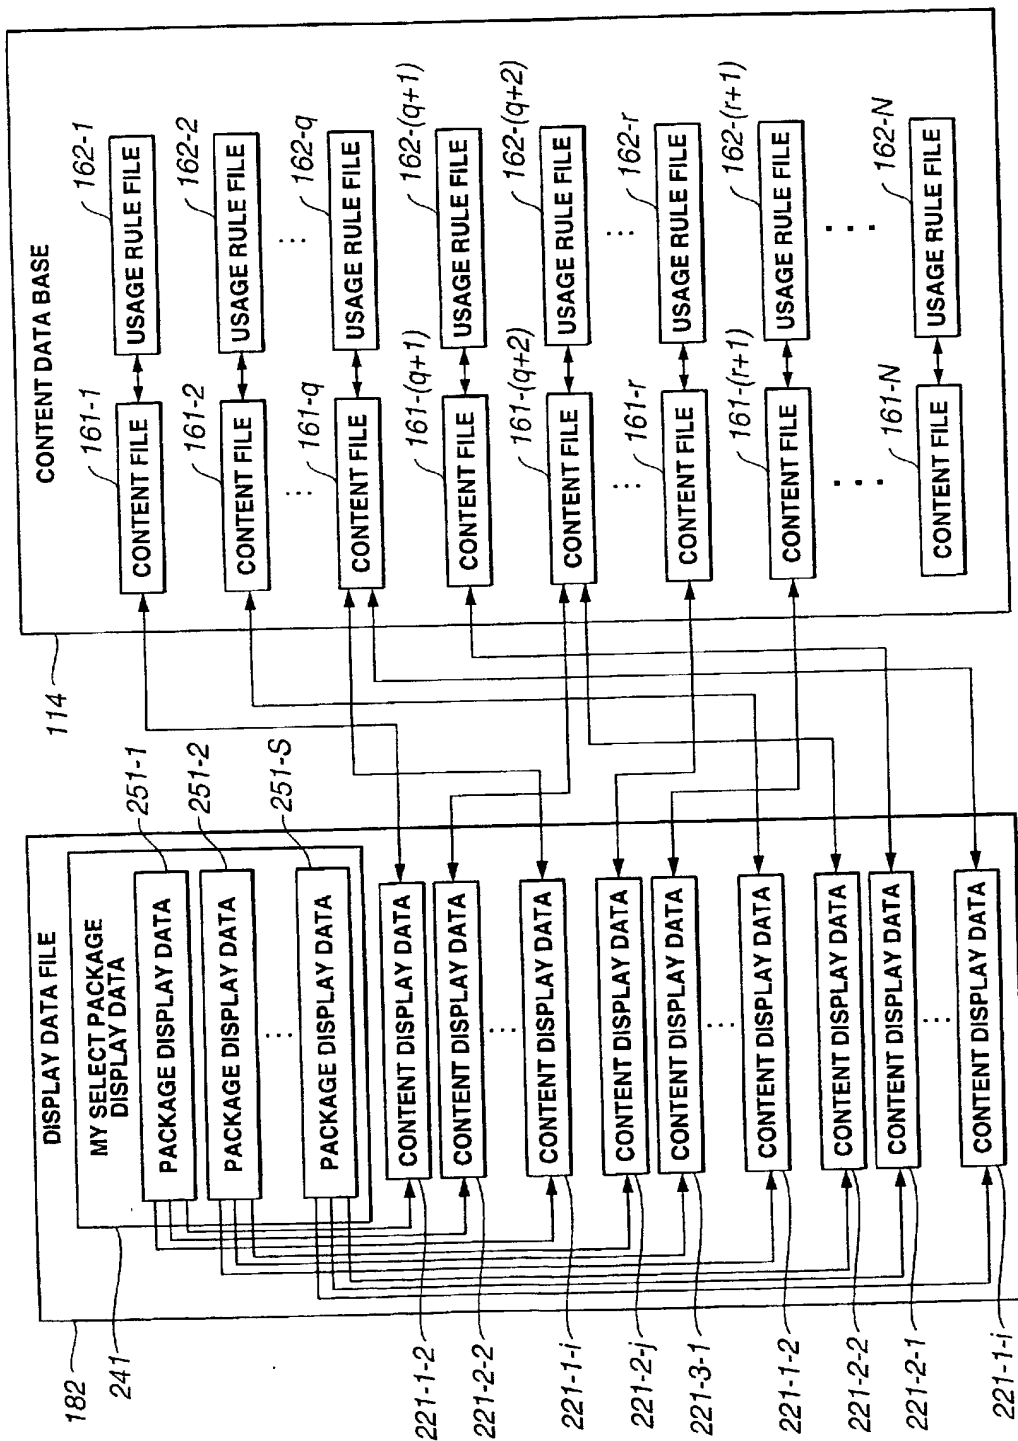 DISPLAY DATA FILE
MY SELECT PACKAGE
DISPLAY DATA
PACKAGE DISPLAY DATA
251-1
PACKAGE DISPLAY DATA
251-2
⋮
PACKAGE DISPLAY DATA
251-S
CONTENT DISPLAY DATA
CONTENT DISPLAY DATA
⋮
CONTENT DISPLAY DATA
CONTENT DISPLAY DATA
CONTENT DISPLAY DATA
⋮
CONTENT DISPLAY DATA
CONTENT DISPLAY DATA
CONTENT DISPLAY DATA
⋮
CONTENT DISPLAY DATA
182
241
221-1-2
221-2-2
221-1-i
221-2-j
221-3-1
221-1-2
221-2-2
221-2-1
221-1-i
114
CONTENT DATA BASE
161-1
162-1
CONTENT FILE
USAGE RULE FILE
161-2
162-2
CONTENT FILE
USAGE RULE FILE
⋮
⋮
161-q
162-q
CONTENT FILE
USAGE RULE FILE
161-(q+1)
162-(q+1)
CONTENT FILE
USAGE RULE FILE
161-(q+2)
162-(q+2)
CONTENT FILE
USAGE RULE FILE
⋮
⋮
161-r
162-r
CONTENT FILE
USAGE RULE FILE
161-(r+1)
162-(r+1)
CONTENT FILE
USAGE RULE FILE
⋮
⋮
161-N
162-N
CONTENT FILE
USAGE RULE FILE